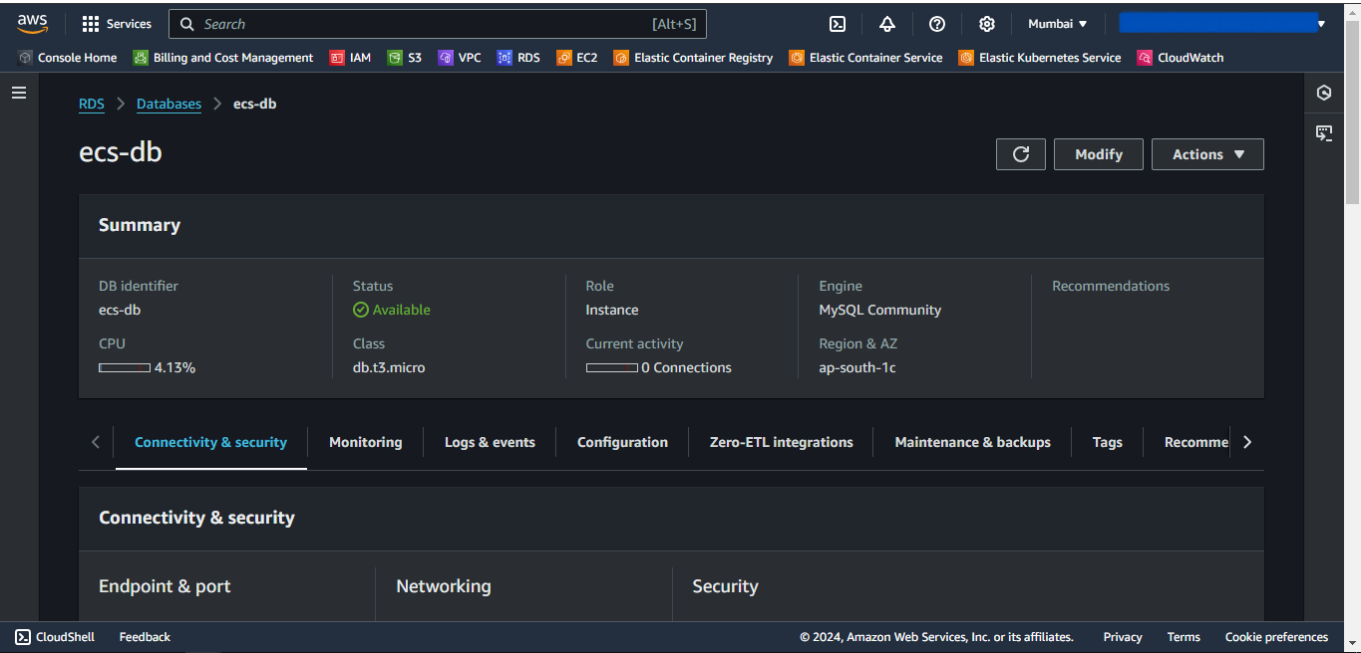 aws Services Search [Alt+S] Mumbai
Console Home Billing and Cost Management IAM S3 VPC RDS EC2 Elastic Container Registry Elastic Container Service Elastic Kubernetes Service CloudWatch
RDS > Databases > ecs-db
ecs-db
Modify Actions
Summary
DB identifier Status Role Engine Recommendations
ecs-db Available Instance MySQL Community
CPU Class Current activity Region & AZ
4.13% db.t3.micro 0 Connections ap-south-1c
Connectivity & security Monitoring Logs & events Configuration Zero-ETL integrations Maintenance & backups Tags Recomme
Connectivity & security
Endpoint & port Networking Security
CloudShell Feedback © 2024, Amazon Web Services, Inc. or its affiliates. Privacy Terms Cookie preferences